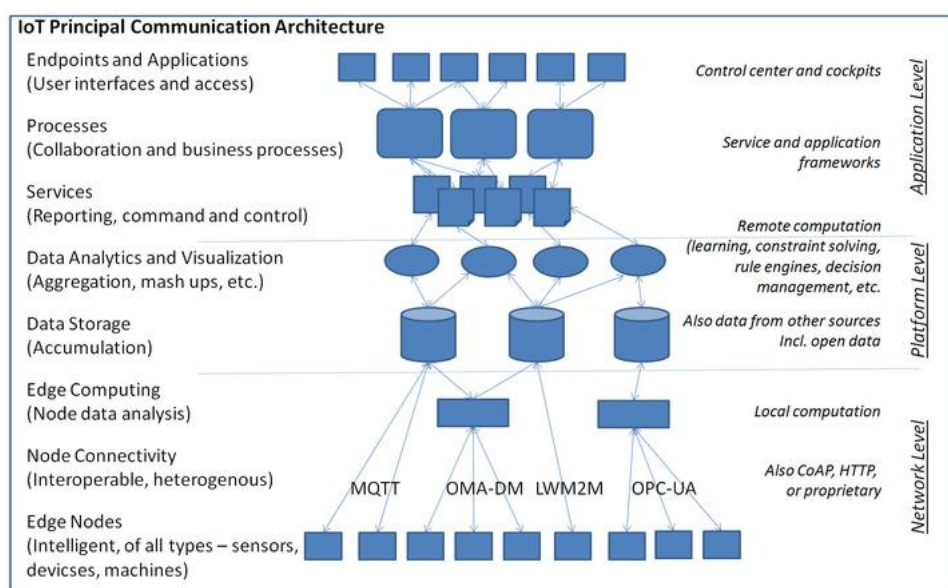 IoT Principal Communication Architecture
Endpoints and Applications
(User interfaces and access)
Control center and cockpits
Processes
(Collaboration and business processes)
Service and application
frameworks
Services
(Reporting, command and control)
Application Level
Remote computation
(learning, constraint solving,
rule engines, decision
management, etc.
Data Analytics and Visualization
(Aggregation, mash ups, etc.)
Data Storage
(Accumulation)
Also data from other sources
Incl. open data
Platform Level
Edge Computing
(Node data analysis)
Local computation
Node Connectivity
(Interoperable, heterogenous)
MQTT
OMA-DM
LWM2M
OPC-UA
Also CoAP, HTTP,
or proprietary
Edge Nodes
(Intelligent, of all types – sensors,
devicses, machines)
Network Level